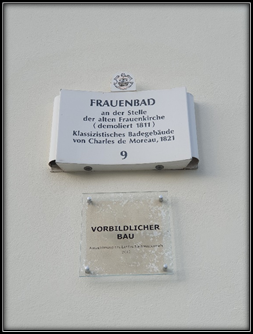 FRAUENBAD
an der Stelle
der alten Frauenkirche
(demoliert 1811)
Klassizistisches Badegebäude
von Charles de Moreau, 1821
9
VORBILDLICHER
BAU